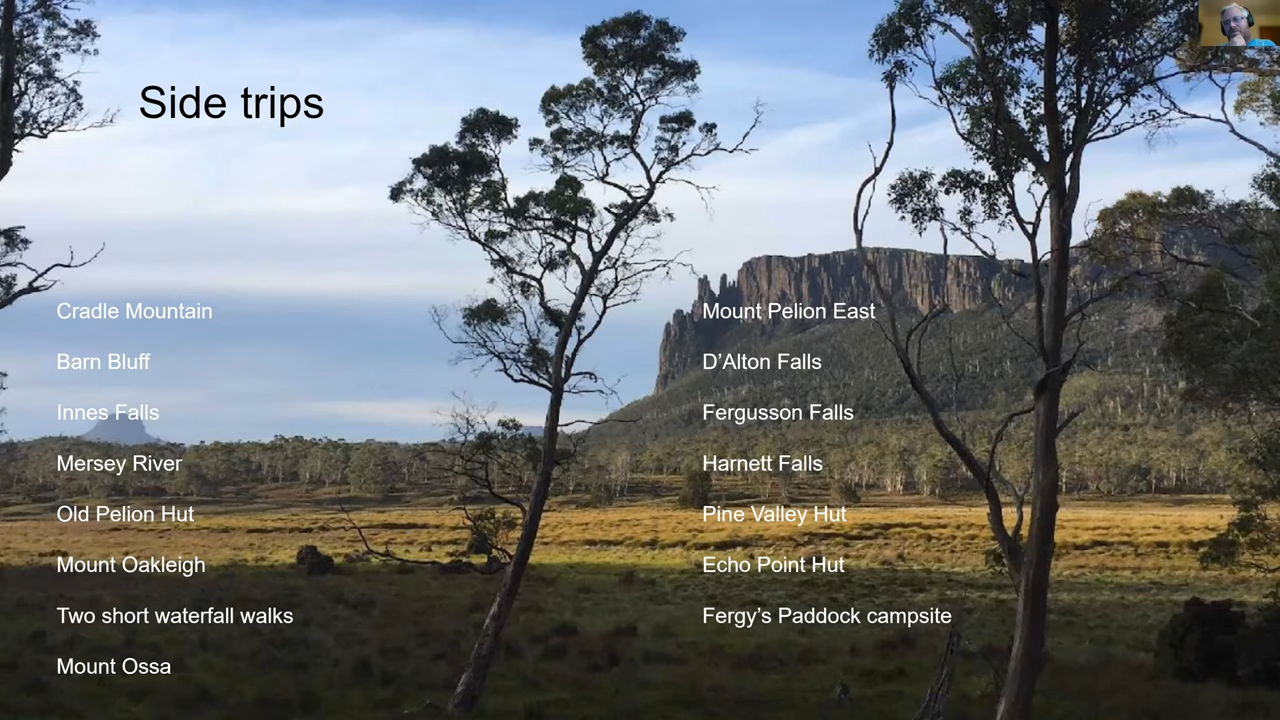 Side trips
Cradle Mountain
Barn Bluff
Innes Falls
Mersey River
Old Pelion Hut
Mount Oakleigh
Two short waterfall walks
Mount Ossa
Mount Pelion East
D’Alton Falls
Fergusson Falls
Harnett Falls
Pine Valley Hut
Echo Point Hut
Fergy’s Paddock campsite